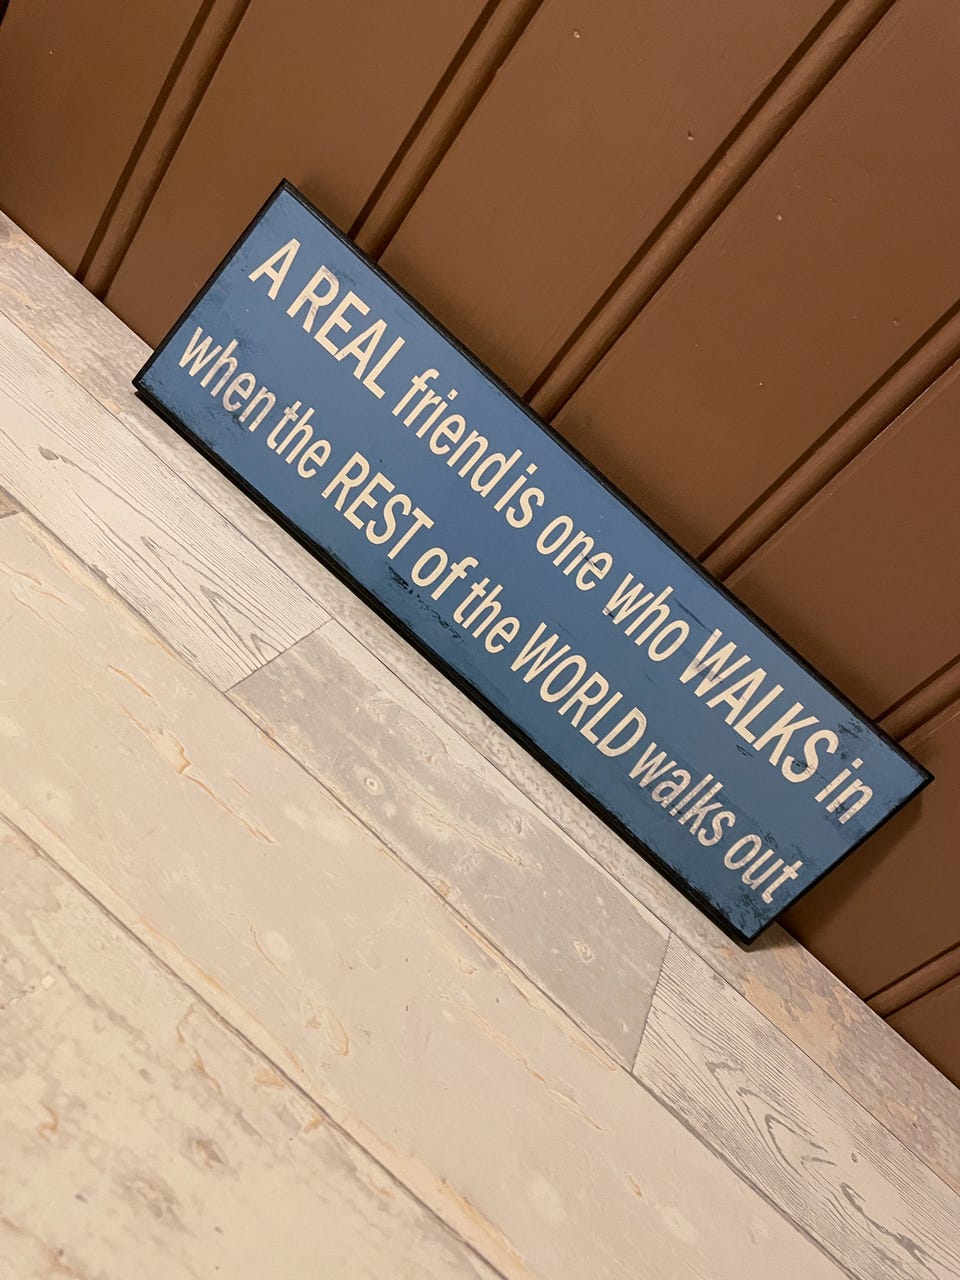 A REAL friend is one who WALKS in
when the REST of the WORLD walks out